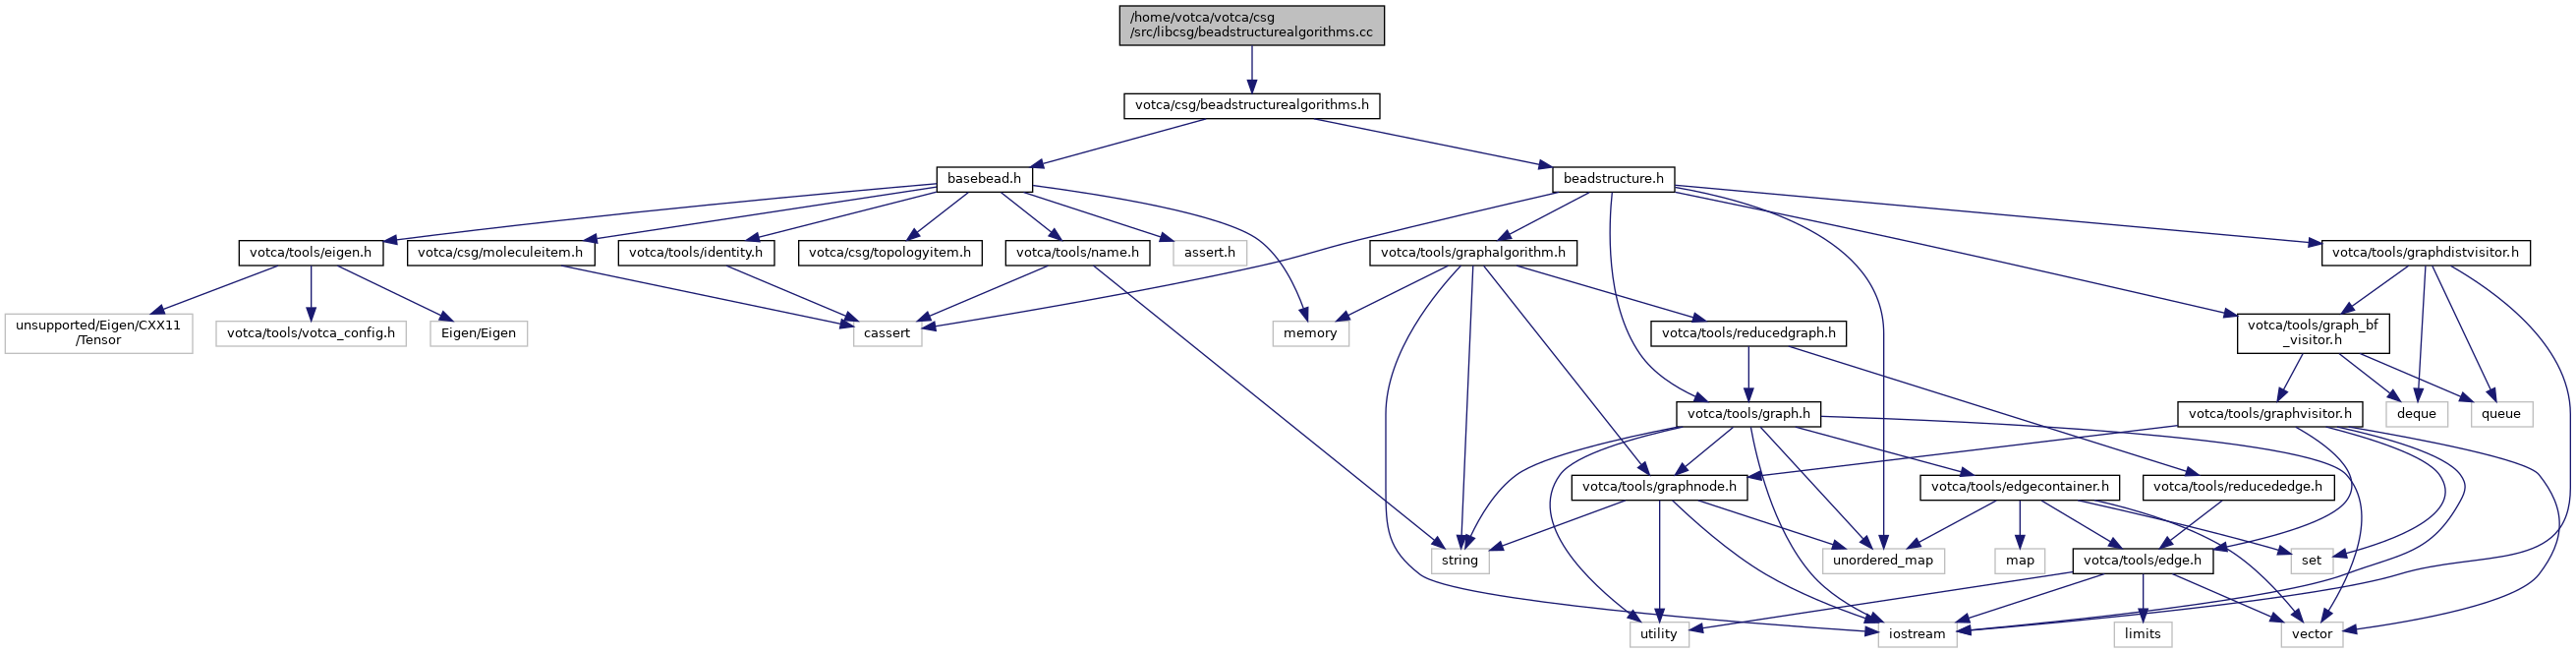 /home/votca/votca/csg
/src/libcsg/beadstructurealgorithms.cc
votca/csg/beadstructurealgorithms.h
basebead.h
beadstructure.h
votca/tools/eigen.h
votca/csg/moleculeitem.h
votca/tools/identity.h
votca/csg/topologyitem.h
votca/tools/name.h
assert.h
votca/tools/graphalgorithm.h
votca/tools/graphdistvisitor.h
unsupported/Eigen/CXX11
/Tensor
votca/tools/votca_config.h
Eigen/Eigen
cassert
memory
votca/tools/reducedgraph.h
votca/tools/graph_bf
_visitor.h
votca/tools/graph.h
votca/tools/graphvisitor.h
deque
queue
votca/tools/graphnode.h
votca/tools/edgecontainer.h
votca/tools/reducededge.h
string
unordered_map
map
votca/tools/edge.h
set
utility
iostream
limits
vector